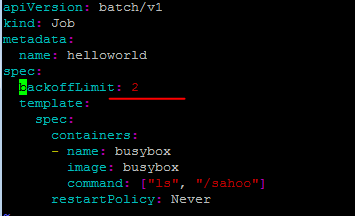 apiVersion: batch/v1
kind: Job
metadata:
  name: helloworld
spec:
  backoffLimit: 2
  template:
    spec:
      containers:
      - name: busybox
        image: busybox
        command: ["ls", "/sahoo"]
      restartPolicy: Never
~